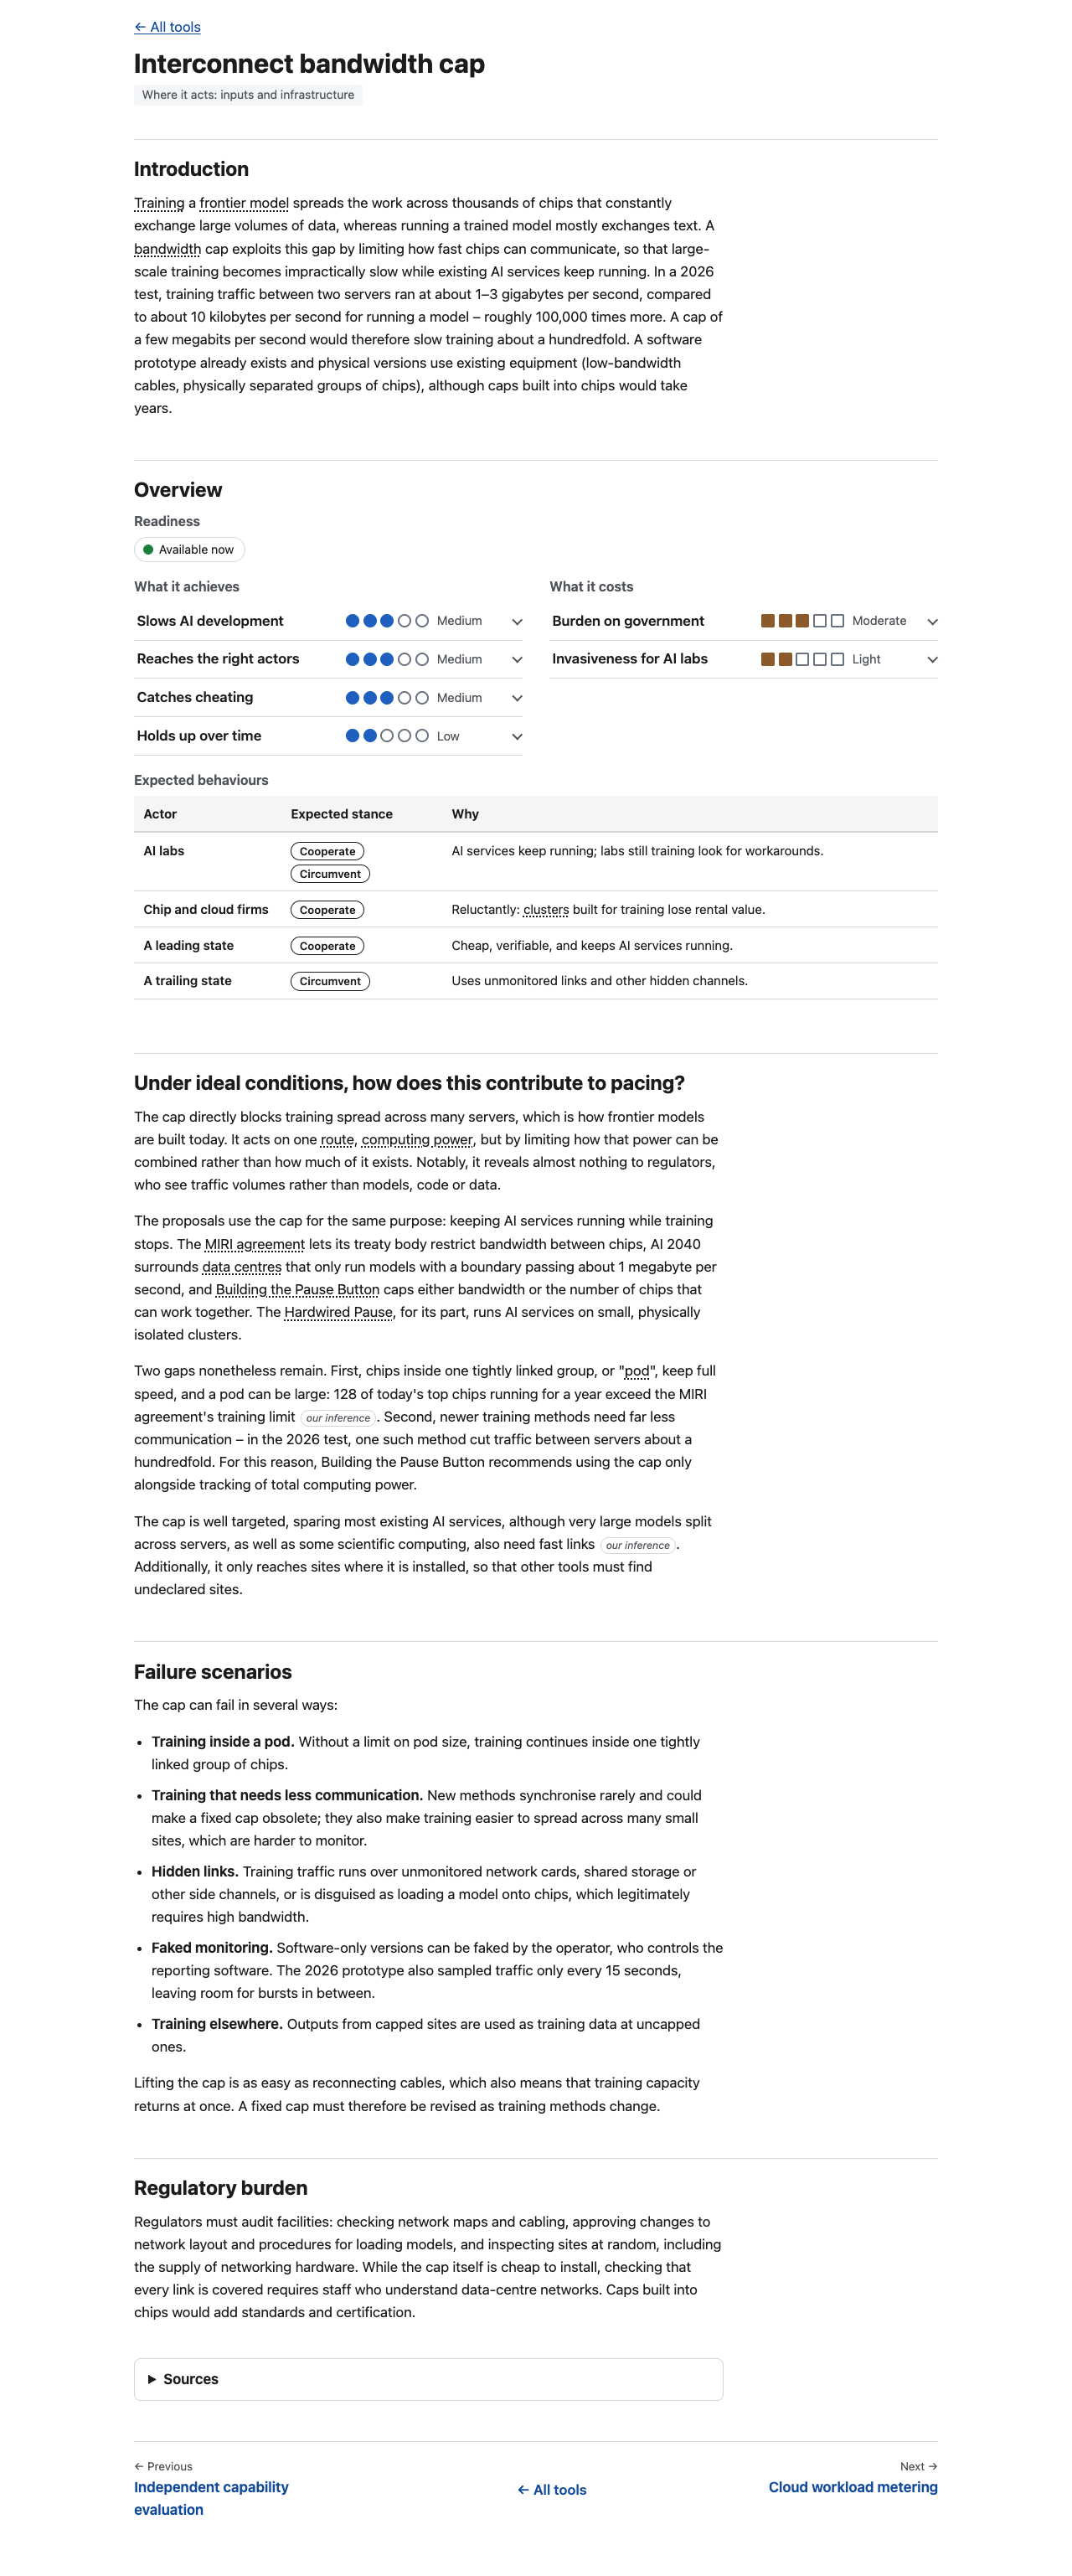 ← All tools
Interconnect bandwidth cap
Where it acts: inputs and infrastructure
Introduction
Training a frontier model spreads the work across thousands of chips that constantly
exchange large volumes of data, whereas running a trained model mostly exchanges text. A
bandwidth cap exploits this gap by limiting how fast chips can communicate, so that large-
scale training becomes impractically slow while existing AI services keep running. In a 2026
test, training traffic between two servers ran at about 1–3 gigabytes per second, compared
to about 10 kilobytes per second for running a model – roughly 100,000 times more. A cap of
a few megabits per second would therefore slow training about a hundredfold. A software
prototype already exists and physical versions use existing equipment (low-bandwidth
cables, physically separated groups of chips), although caps built into chips would take
years.
Overview
Readiness
Available now
What it achieves
Slows AI development Medium
Reaches the right actors Medium
Catches cheating Medium
Holds up over time Low
What it costs
Burden on government Moderate
Invasiveness for AI labs Light
Expected behaviours
Actor Expected stance Why
AI labs Cooperate Circumvent AI services keep running; labs still training look for workarounds.
Chip and cloud firms Cooperate Reluctantly: clusters built for training lose rental value.
A leading state Cooperate Cheap, verifiable, and keeps AI services running.
A trailing state Circumvent Uses unmonitored links and other hidden channels.
Under ideal conditions, how does this contribute to pacing?
The cap directly blocks training spread across many servers, which is how frontier models
are built today. It acts on one route, computing power, but by limiting how that power can be
combined rather than how much of it exists. Notably, it reveals almost nothing to regulators,
who see traffic volumes rather than models, code or data.
The proposals use the cap for the same purpose: keeping AI services running while training
stops. The MIRI agreement lets its treaty body restrict bandwidth between chips, AI 2040
surrounds data centres that only run models with a boundary passing about 1 megabyte per
second, and Building the Pause Button caps either bandwidth or the number of chips that
can work together. The Hardwired Pause, for its part, runs AI services on small, physically
isolated clusters.
Two gaps nonetheless remain. First, chips inside one tightly linked group, or "pod", keep full
speed, and a pod can be large: 128 of today's top chips running for a year exceed the MIRI
agreement's training limit our inference. Second, newer training methods need far less
communication – in the 2026 test, one such method cut traffic between servers about a
hundredfold. For this reason, Building the Pause Button recommends using the cap only
alongside tracking of total computing power.
The cap is well targeted, sparing most existing AI services, although very large models split
across servers, as well as some scientific computing, also need fast links our inference.
Additionally, it only reaches sites where it is installed, so that other tools must find
undeclared sites.
Failure scenarios
The cap can fail in several ways:
• Training inside a pod. Without a limit on pod size, training continues inside one tightly
linked group of chips.
• Training that needs less communication. New methods synchronise rarely and could
make a fixed cap obsolete; they also make training easier to spread across many small
sites, which are harder to monitor.
• Hidden links. Training traffic runs over unmonitored network cards, shared storage or
other side channels, or is disguised as loading a model onto chips, which legitimately
requires high bandwidth.
• Faked monitoring. Software-only versions can be faked by the operator, who controls the
reporting software. The 2026 prototype also sampled traffic only every 15 seconds,
leaving room for bursts in between.
• Training elsewhere. Outputs from capped sites are used as training data at uncapped
ones.
Lifting the cap is as easy as reconnecting cables, which also means that training capacity
returns at once. A fixed cap must therefore be revised as training methods change.
Regulatory burden
Regulators must audit facilities: checking network maps and cabling, approving changes to
network layout and procedures for loading models, and inspecting sites at random, including
the supply of networking hardware. While the cap itself is cheap to install, checking that
every link is covered requires staff who understand data-centre networks. Caps built into
chips would add standards and certification.
▶ Sources
← Previous
Independent capability
evaluation
← All tools
Next →
Cloud workload metering